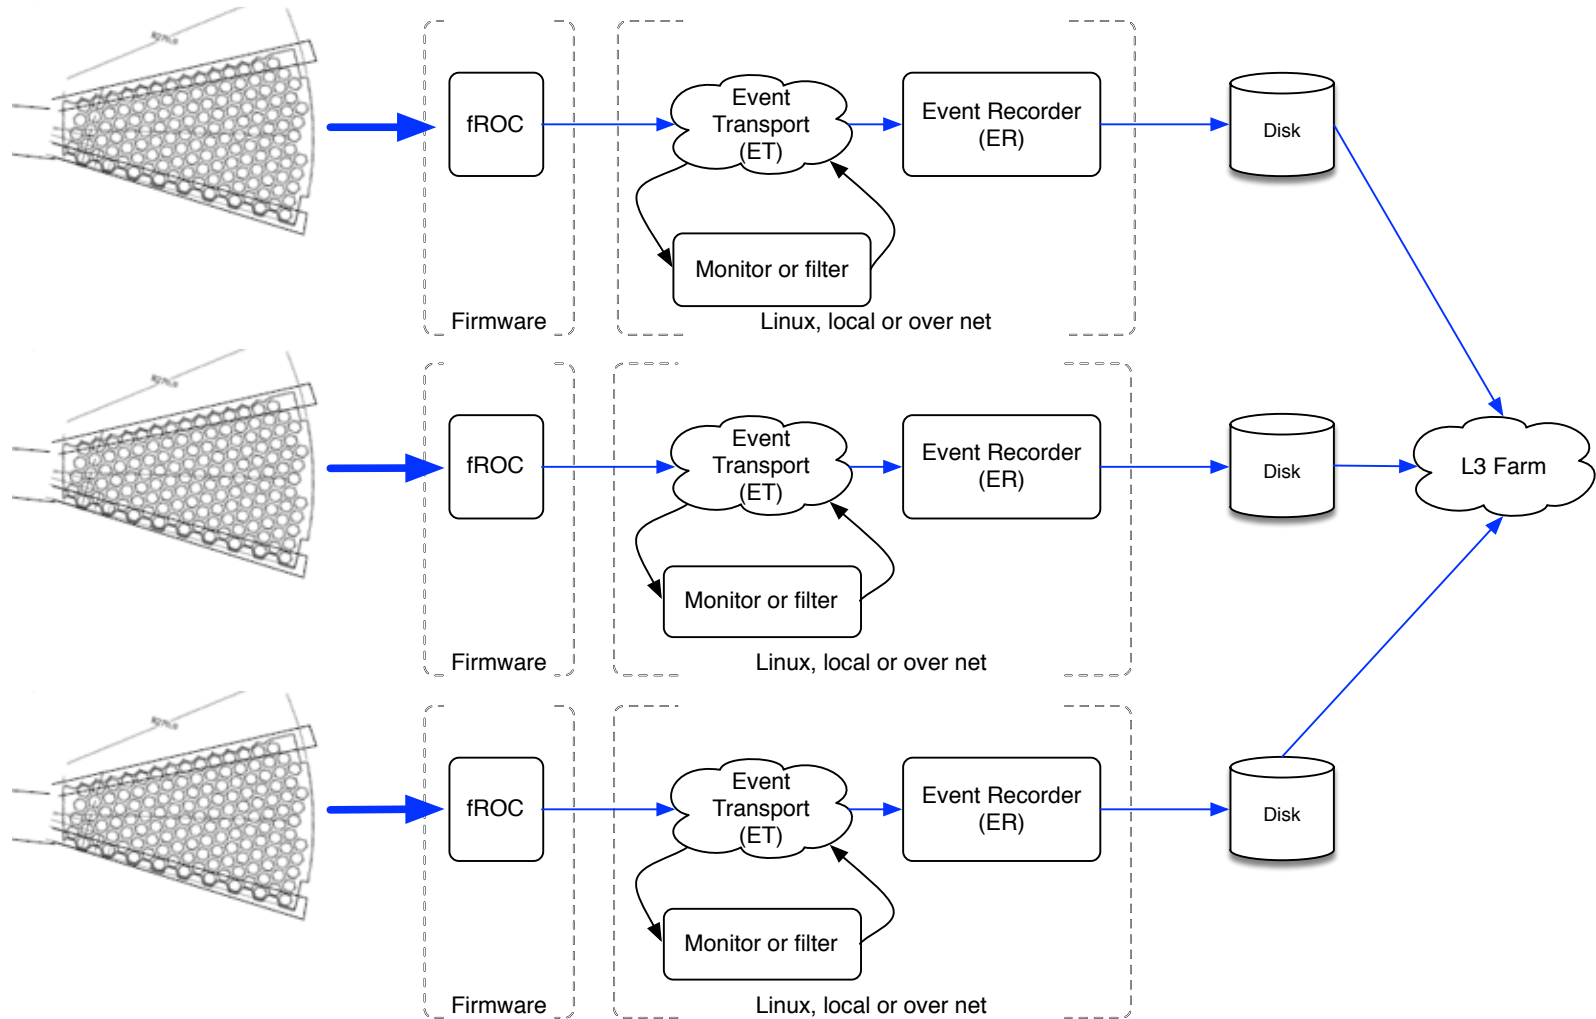 fROC
Event
Transport
(ET)
Event Recorder
(ER)
Disk
Monitor or filter
Firmware
Linux, local or over net
fROC
Event
Transport
(ET)
Event Recorder
(ER)
Disk
L3 Farm
Monitor or filter
Firmware
Linux, local or over net
fROC
Event
Transport
(ET)
Event Recorder
(ER)
Disk
Monitor or filter
Firmware
Linux, local or over net